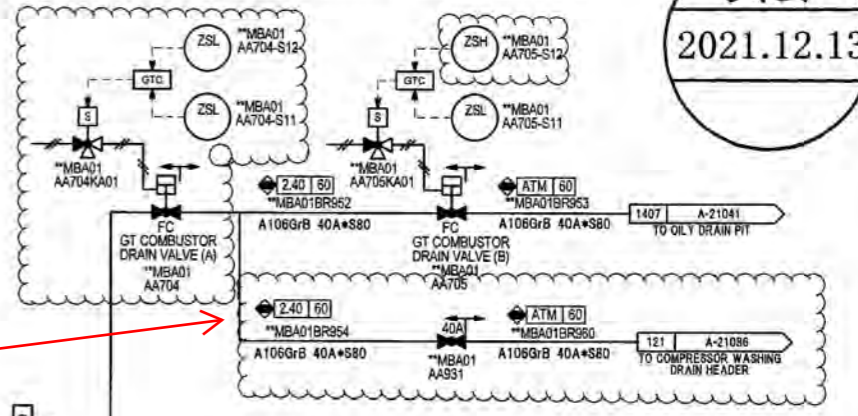 ZSL
**MBA01
AA704-S12
GTC
ZSL
**MBA01
AA704-S11
S
**MBA01
AA704KA01
FC
GT COMBUSTOR
DRAIN VALVE (A)
**MBA01
AA704
ZSH
**MBA01
AA705-S12
GTC
ZSL
**MBA01
AA705-S11
S
**MBA01
AA705KA01
2021.12.13
2.40 60
**MBA01BR952
A106GrB 40A*S80
FC
GT COMBUSTOR
DRAIN VALVE (B)
**MBA01
AA705
ATM 60
**MBA01BR953
A106GrB 40A*S80
1407 A-21041
TO OILY DRAIN PIT
2.40 60
**MBA01BR954
A106GrB 40A*S80
40A
**MBA01
AA931
ATM 60
**MBA01BR960
A106GrB 40A*S80
121 A-21086
TO COMPRESSOR WASHING
DRAIN HEADER